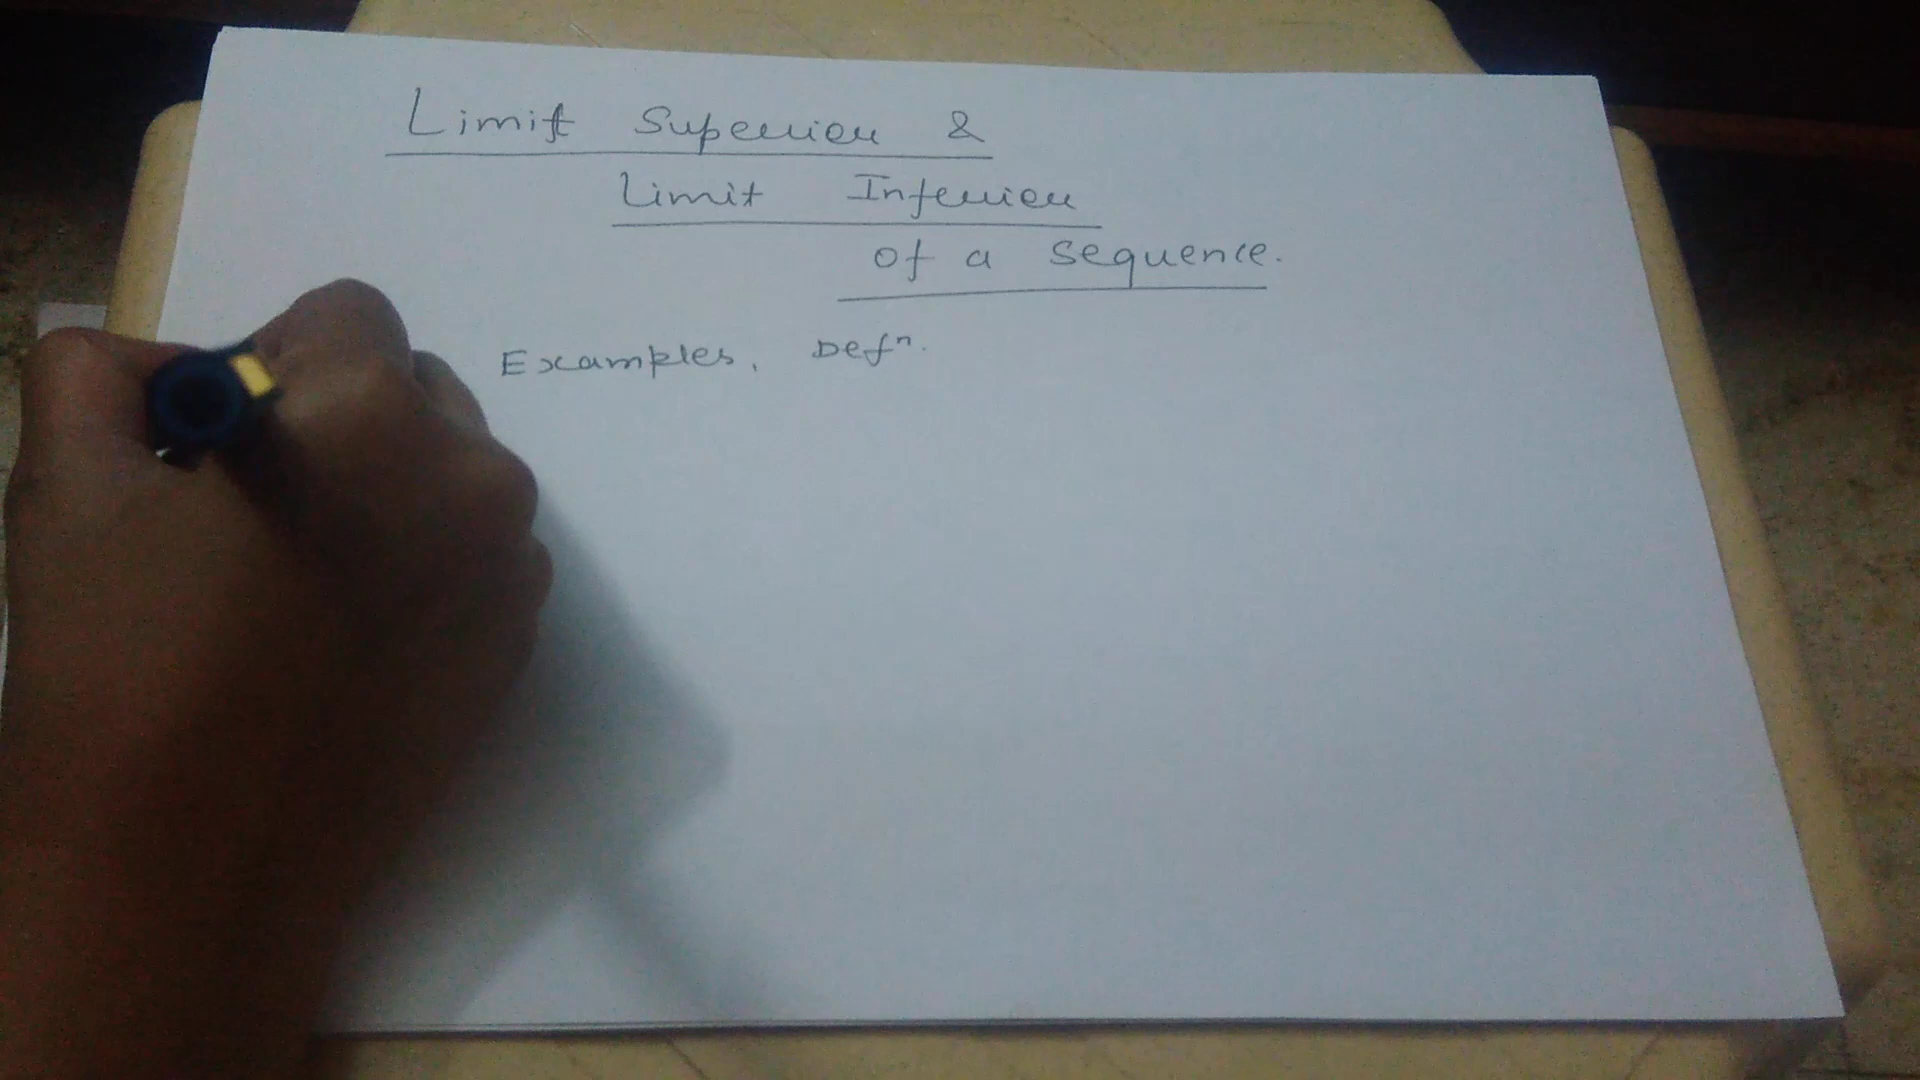 Limit Superior &
Limit Inferior
of a sequence.
Examples, Defⁿ.